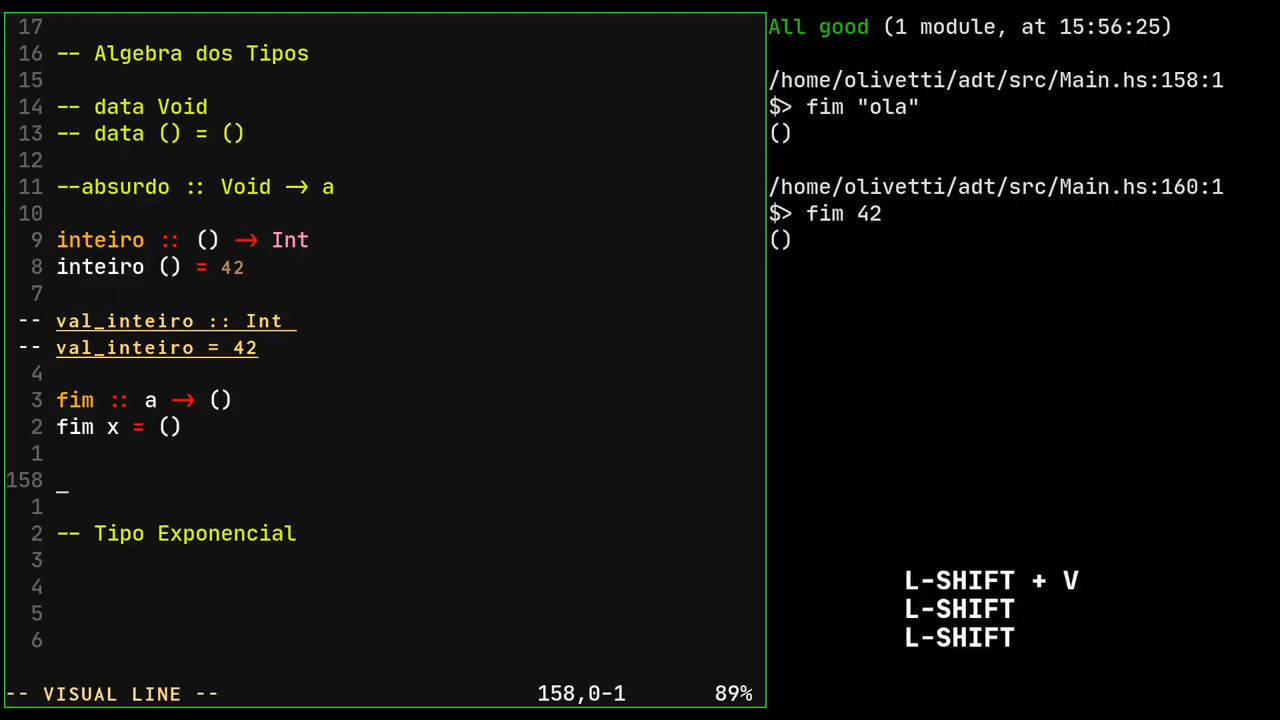 17
16 -- Algebra dos Tipos
15
14 -- data Void
13 -- data () = ()
12
11 --absurdo :: Void -> a
10
9 inteiro :: () -> Int
8 inteiro () = 42
7
-- val_inteiro :: Int
-- val_inteiro = 42
4
3 fim :: a -> ()
2 fim x = ()
1
158 _
1
2 -- Tipo Exponencial
3
4
5
6
-- VISUAL LINE -- 158,0-1 89%
All good (1 module, at 15:56:25)
/home/olivetti/adt/src/Main.hs:158:1
$> fim "ola"
()
/home/olivetti/adt/src/Main.hs:160:1
$> fim 42
()
L-SHIFT + V
L-SHIFT
L-SHIFT